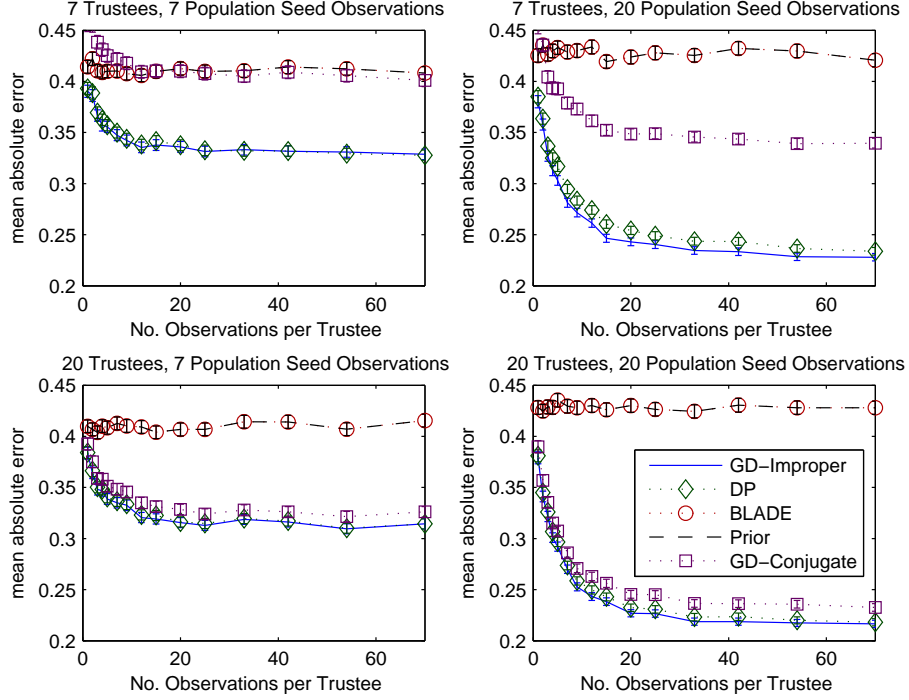 7 Trustees, 7 Population Seed Observations
7 Trustees, 20 Population Seed Observations
0.45
0.4
0.35
0.3
0.25
0.2
mean absolute error
0 20 40 60
No. Observations per Trustee
0.45
0.4
0.35
0.3
0.25
0.2
mean absolute error
0 20 40 60
No. Observations per Trustee
20 Trustees, 7 Population Seed Observations
20 Trustees, 20 Population Seed Observations
0.45
0.4
0.35
0.3
0.25
0.2
mean absolute error
0 20 40 60
No. Observations per Trustee
0.45
0.4
0.35
0.3
0.25
0.2
mean absolute error
GD−Improper
DP
BLADE
Prior
GD−Conjugate
0 20 40 60
No. Observations per Trustee